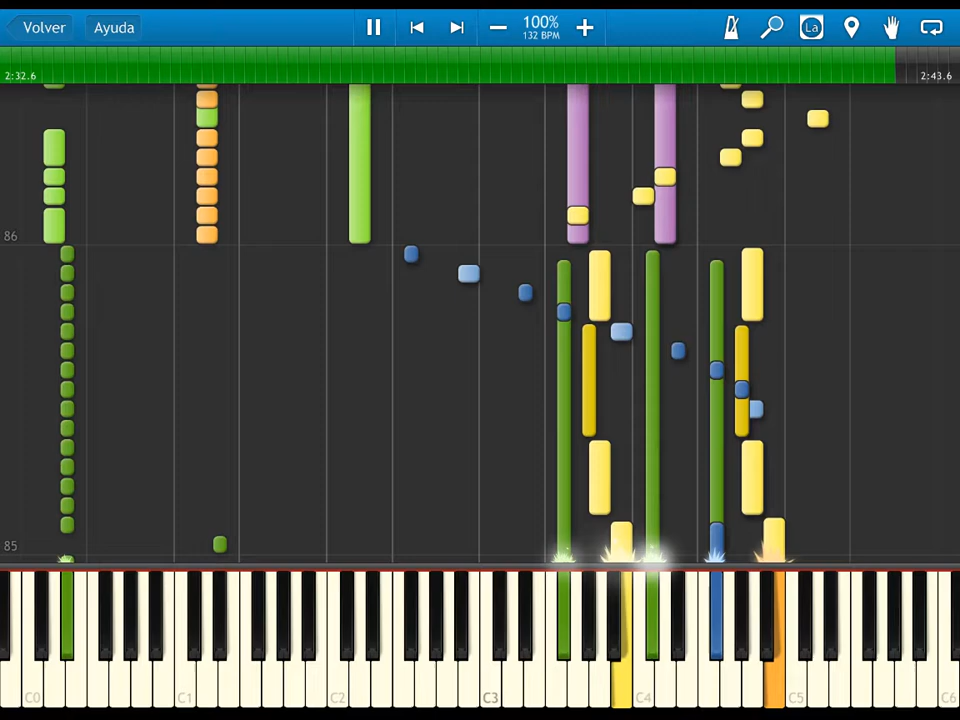 Volver
Ayuda
100%
132 BPM
La
2:32.6
2:43.6
86
85
C0
C1
C2
C3
C4
C5
C6